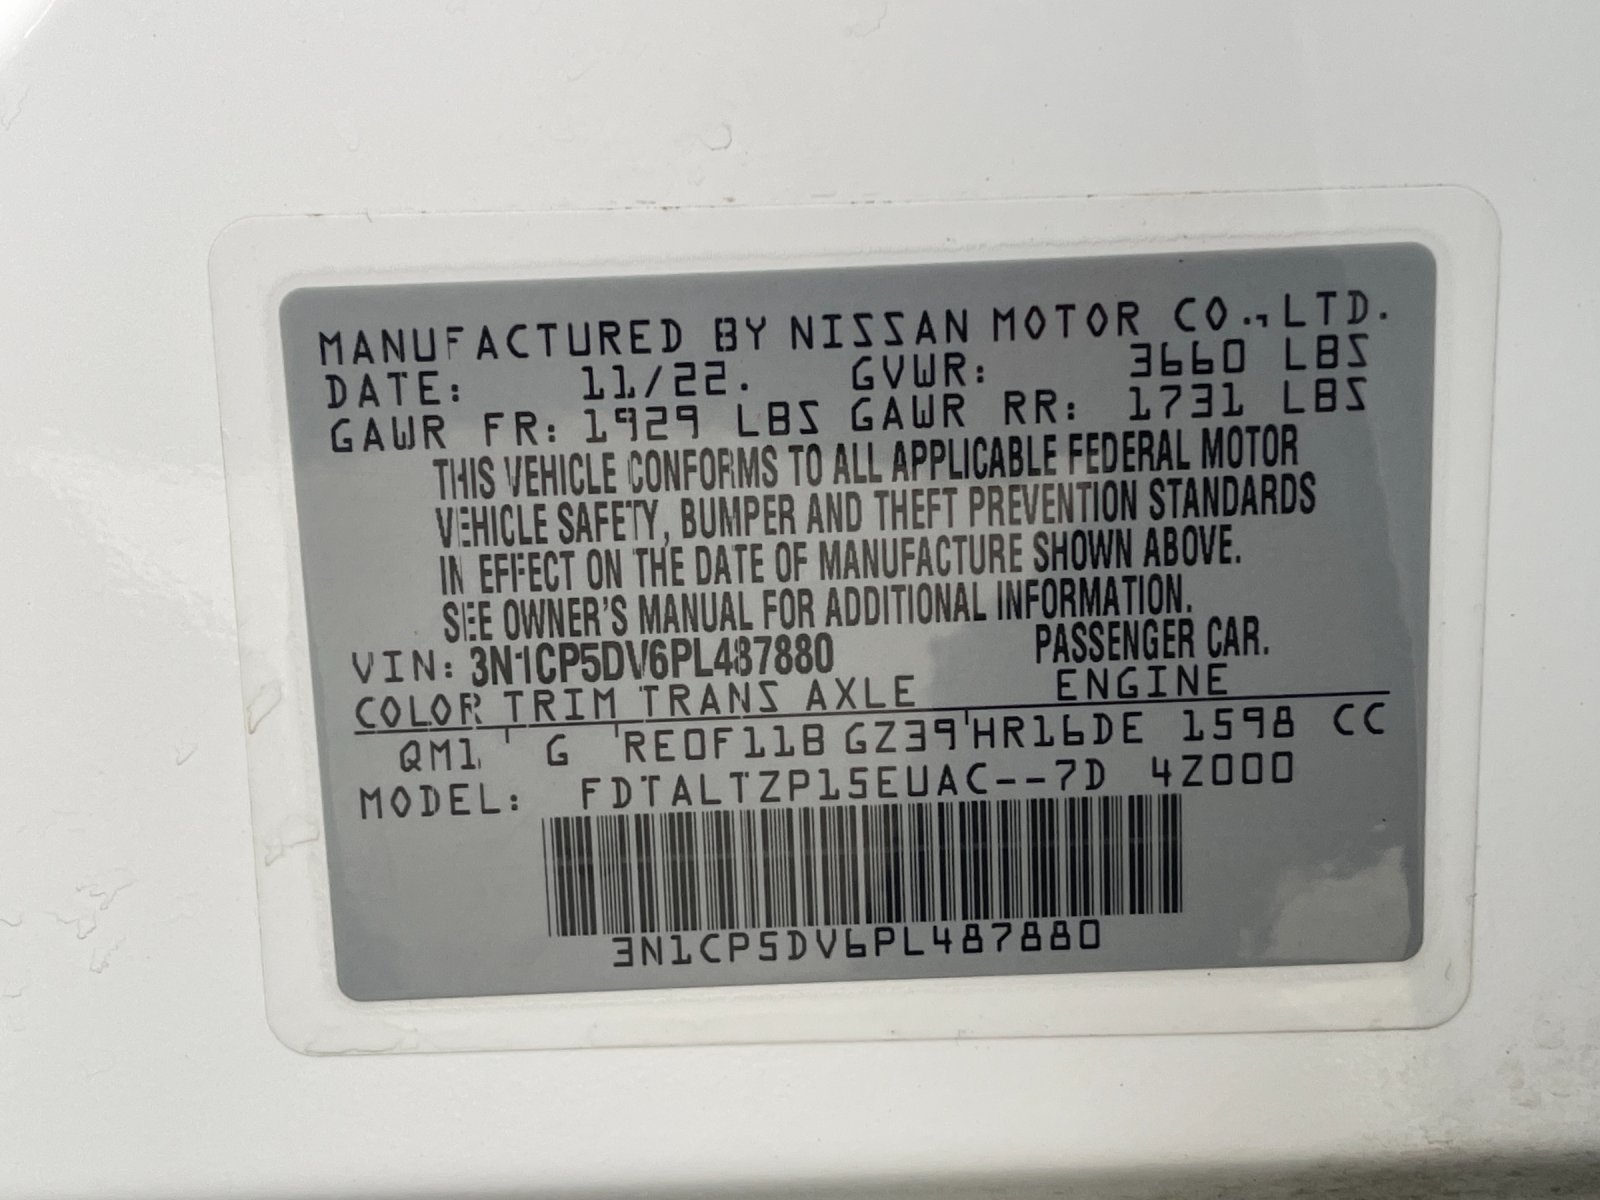 MANUFACTURED BY NISSAN MOTOR CO., LTD.
DATE: 11/22. GVWR: 3660 LBS
GAWR FR: 1929 LBS GAWR RR: 1731 LBS
THIS VEHICLE CONFORMS TO ALL APPLICABLE FEDERAL MOTOR
VEHICLE SAFETY, BUMPER AND THEFT PREVENTION STANDARDS
IN EFFECT ON THE DATE OF MANUFACTURE SHOWN ABOVE.
SEE OWNER'S MANUAL FOR ADDITIONAL INFORMATION.
VIN: 3N1CP5DV6PL487880 PASSENGER CAR.
COLOR TRIM TRANS AXLE ENGINE
QM1 G RE0F11B GZ39 HR16DE 1598 CC
MODEL: FDTALTZP15EUAC--7D 4Z000
3N1CP5DV6PL487880